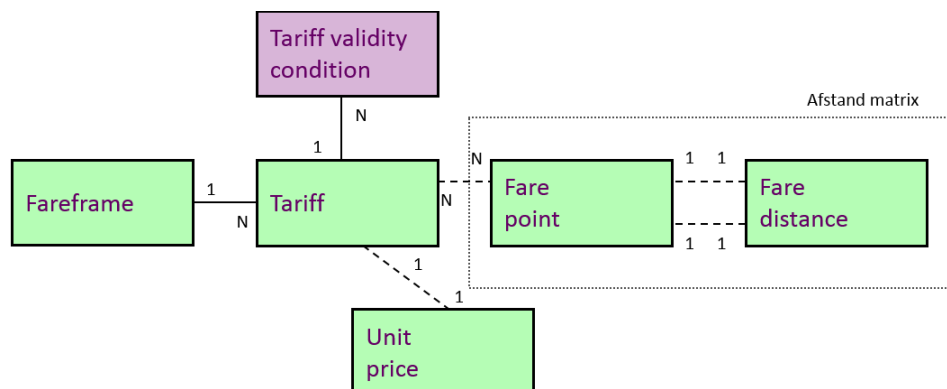 Tariff validity
condition
Afstand matrix
N
1
N
1
1
1
Fareframe
N
Tariff
N
Fare
point
1
1
Fare
distance
1
1
Unit
price